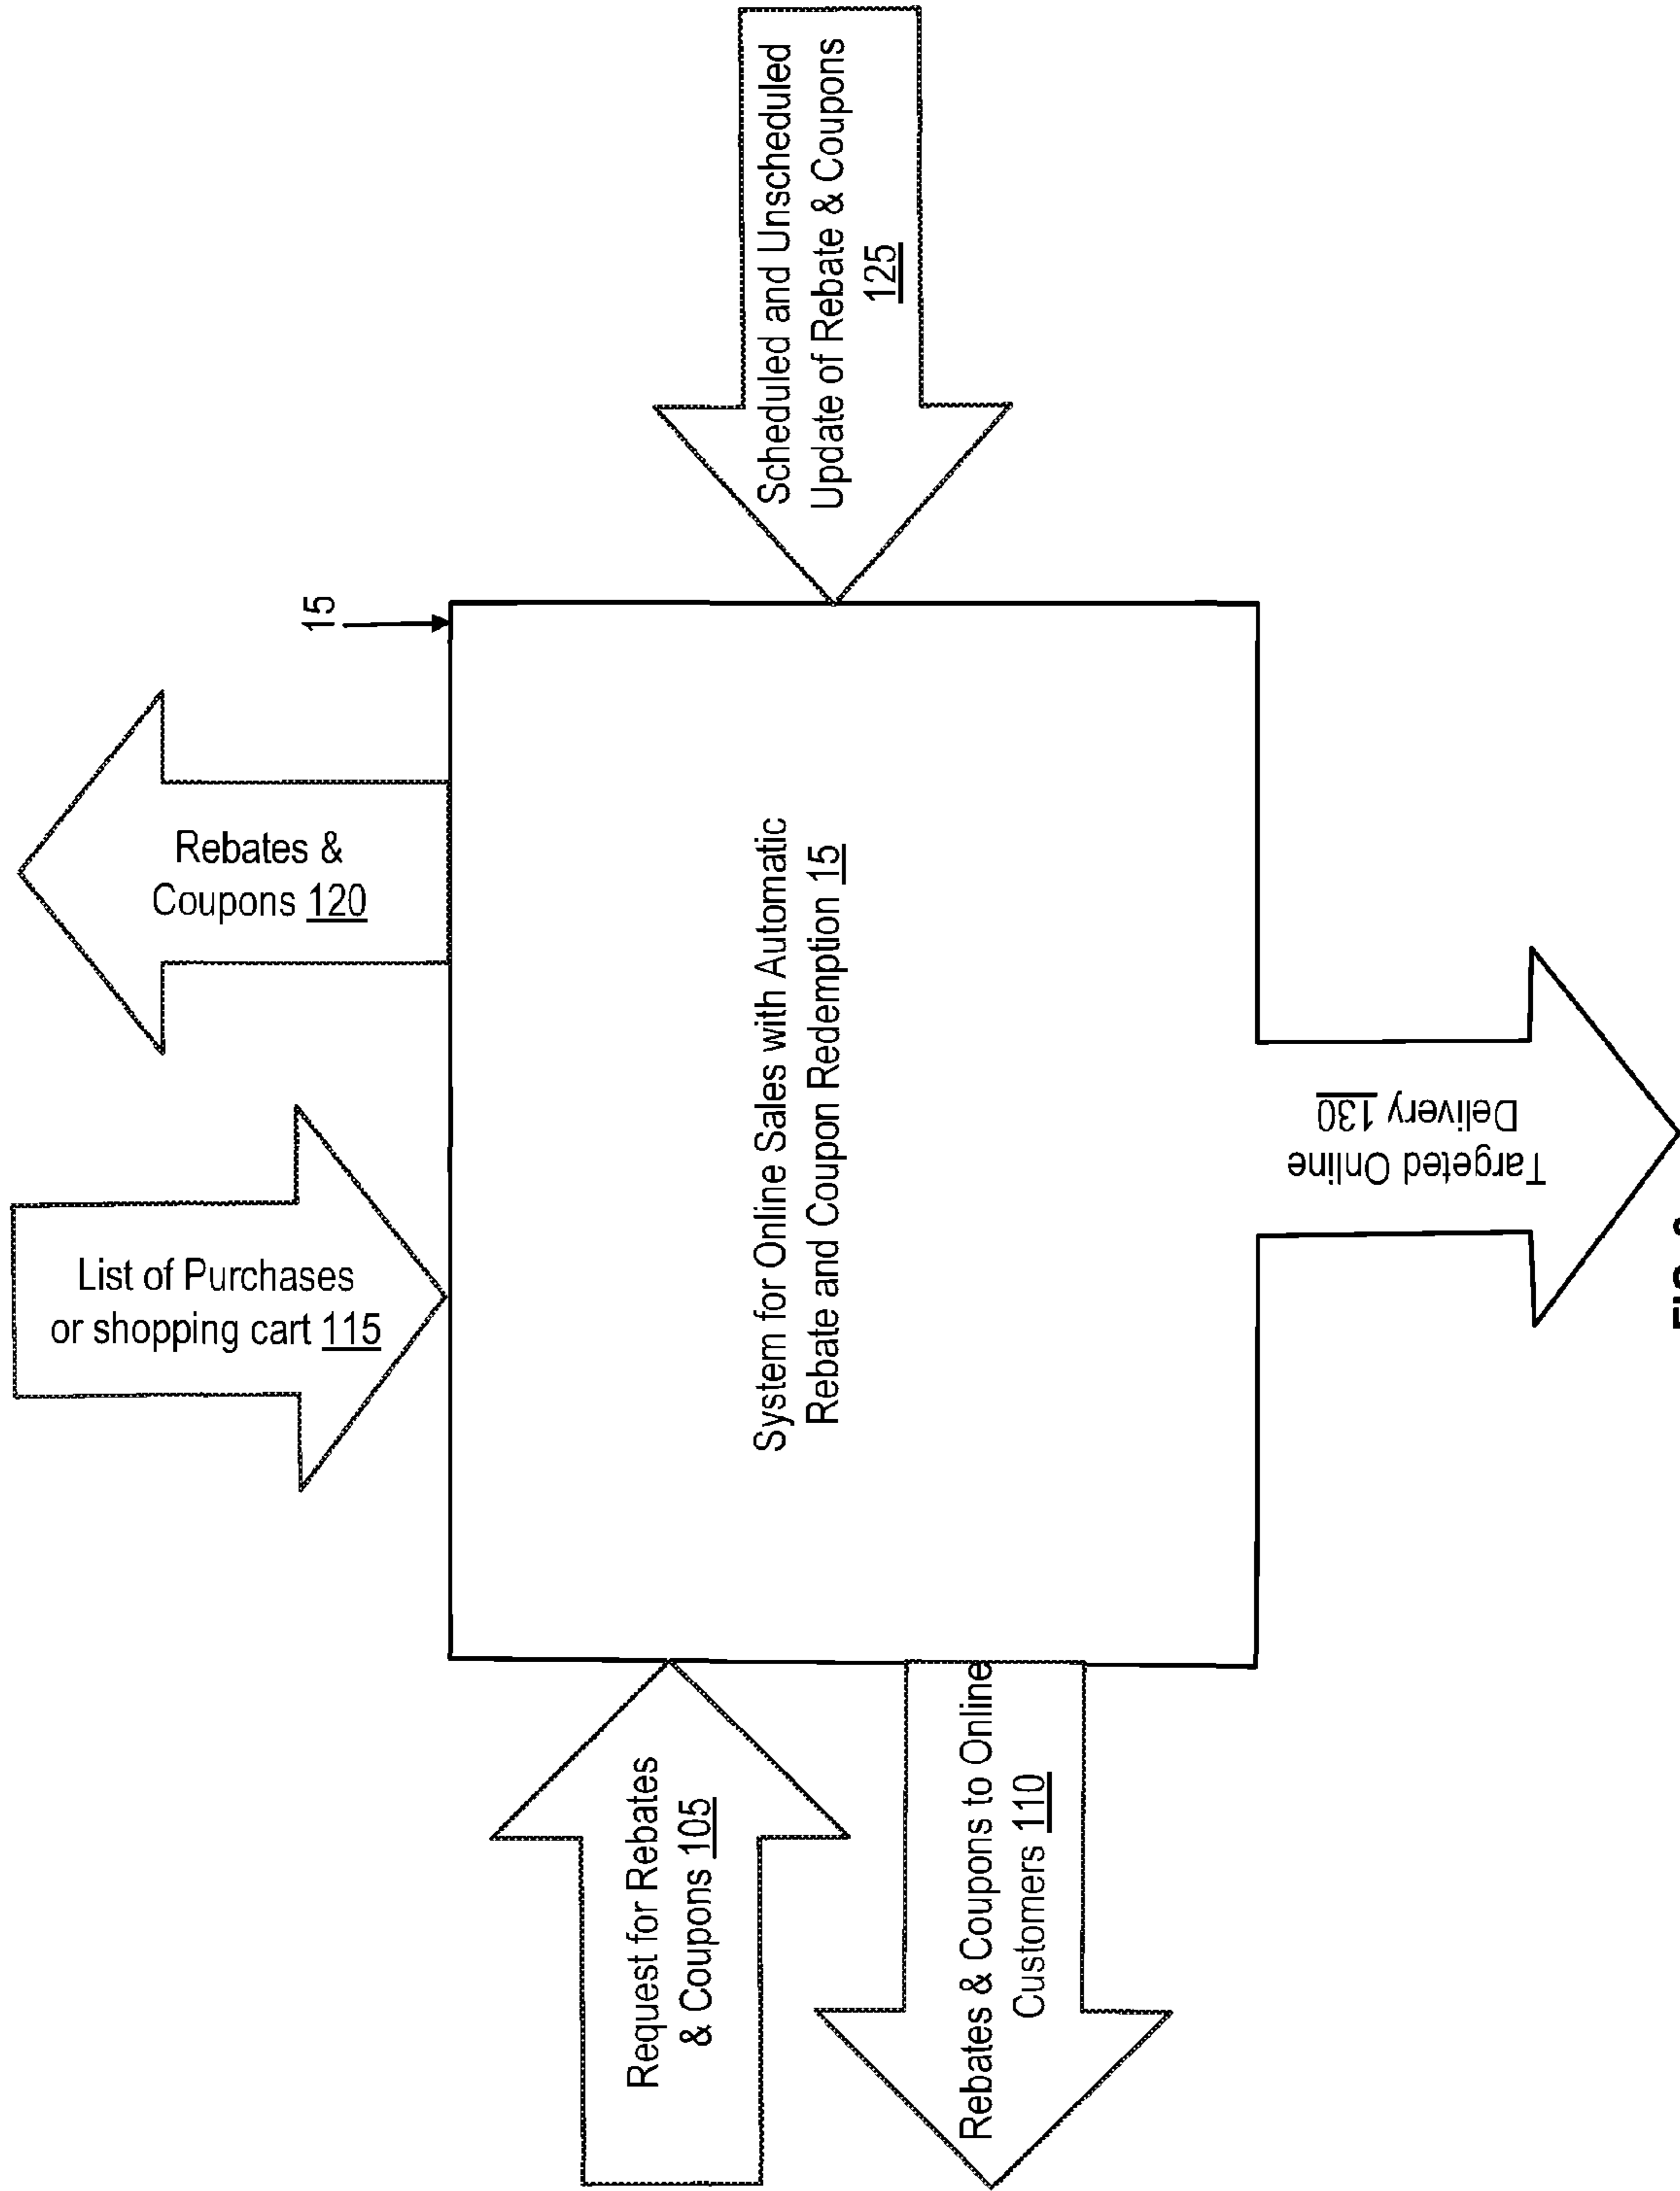 15
Rebates &
Coupons 120
List of Purchases
or shopping cart 115
Scheduled and Unscheduled
Update of Rebate & Coupons
125
System for Online Sales with Automatic
Rebate and Coupon Redemption 15
Request for Rebates
& Coupons 105
Rebates & Coupons to Online
Customers 110
Targeted Online
Delivery 130